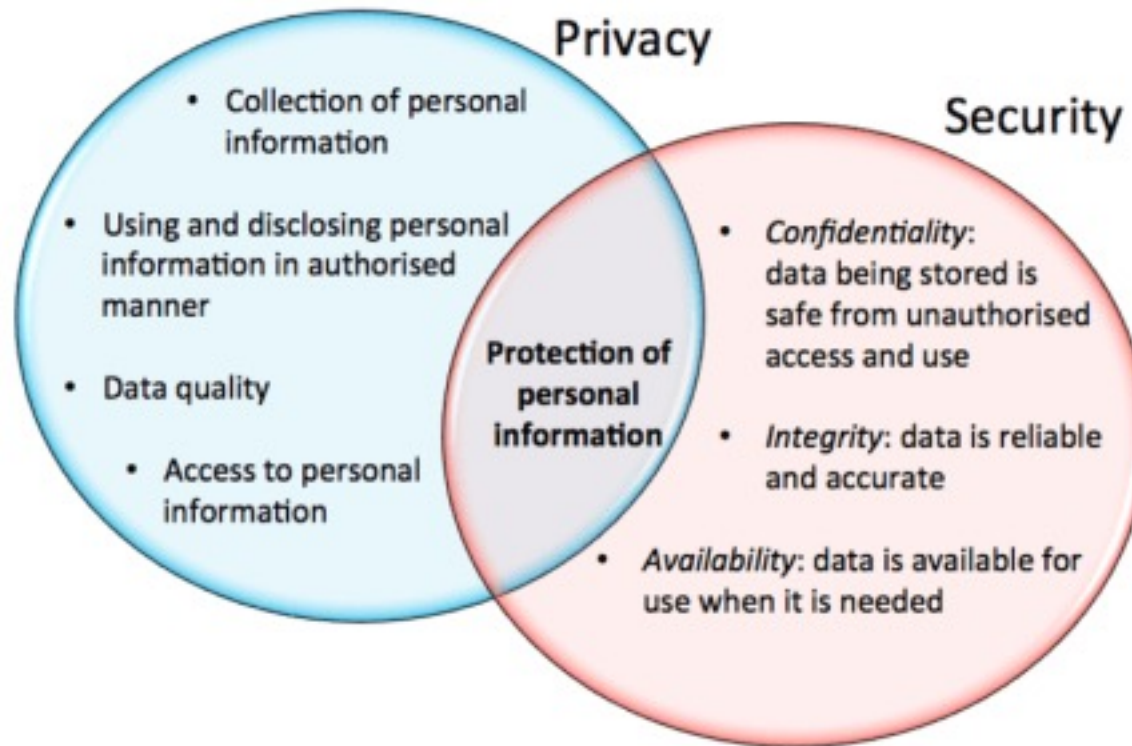 Privacy
• Collection of personal
information
• Using and disclosing personal
information in authorised
manner
• Data quality
• Access to personal
information
Protection of
personal
information
Security
• Confidentiality:
data being stored is
safe from unauthorised
access and use
• Integrity: data is reliable
and accurate
• Availability: data is available for
use when it is needed